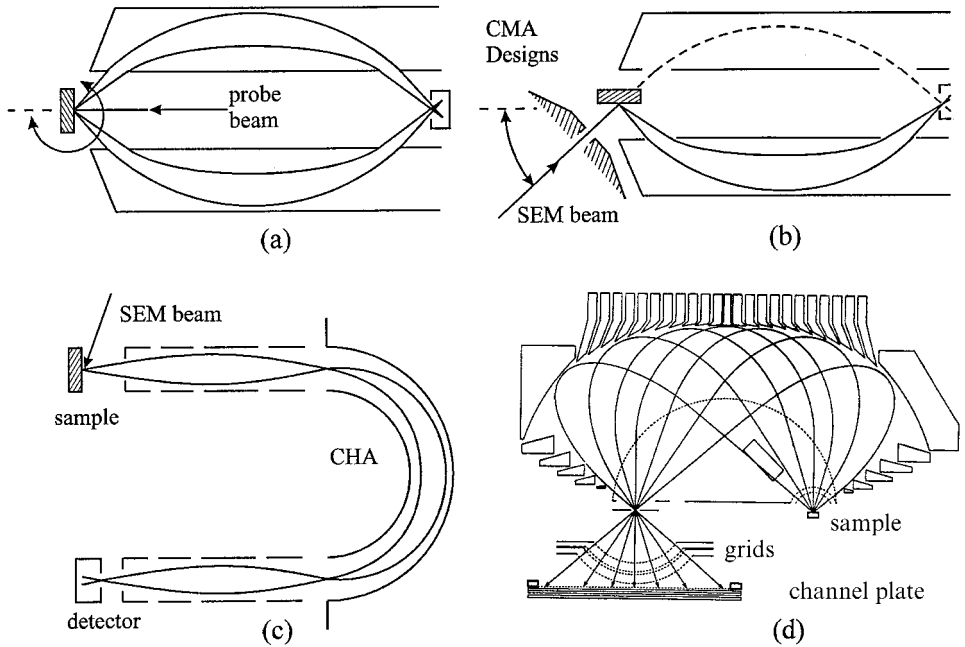 probe
beam
(a)
CMA
Designs
SEM beam
(b)
SEM beam
sample
CHA
detector
(c)
sample
grids
channel plate
(d)